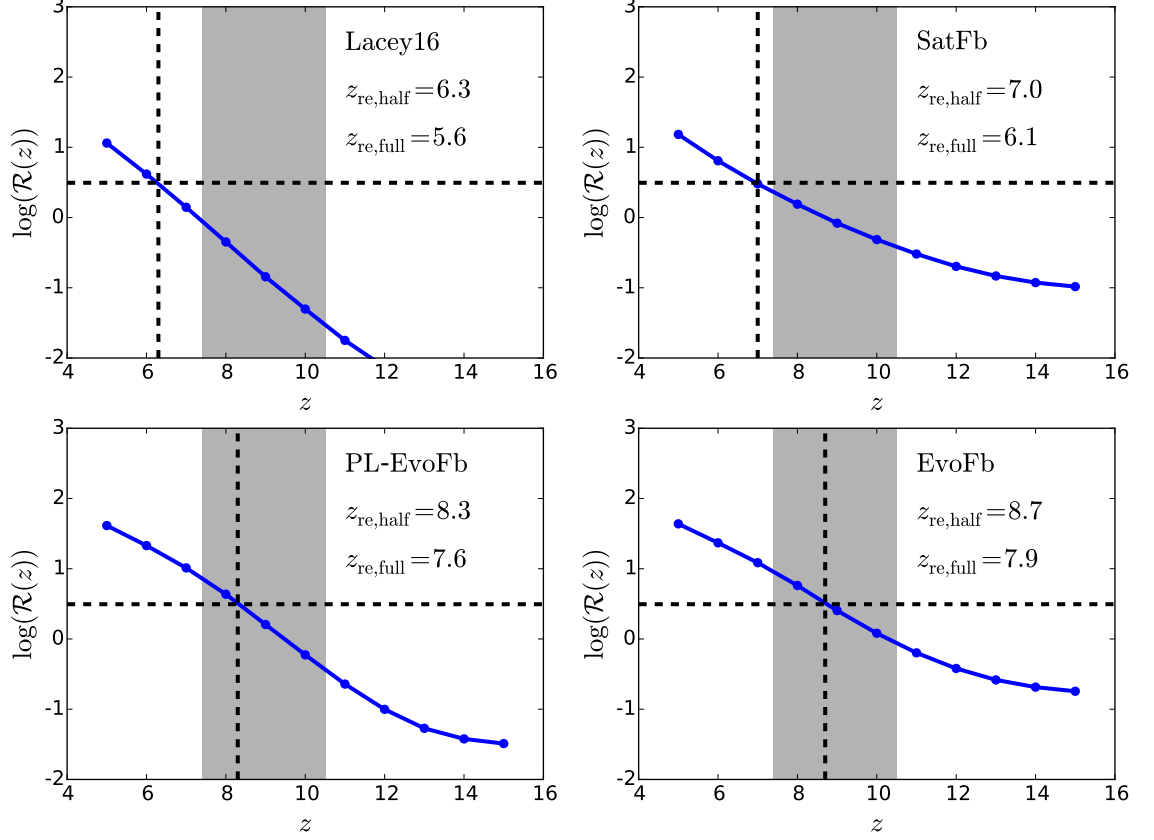 3
2
1
0
-1
-2
log(ℛ(z))
4 6 8 10 12 14 16
z
Lacey16
z_re,half=6.3
z_re,full=5.6
3
2
1
0
-1
-2
log(ℛ(z))
4 6 8 10 12 14 16
z
SatFb
z_re,half=7.0
z_re,full=6.1
3
2
1
0
-1
-2
log(ℛ(z))
4 6 8 10 12 14 16
z
PL-EvoFb
z_re,half=8.3
z_re,full=7.6
3
2
1
0
-1
-2
log(ℛ(z))
4 6 8 10 12 14 16
z
EvoFb
z_re,half=8.7
z_re,full=7.9